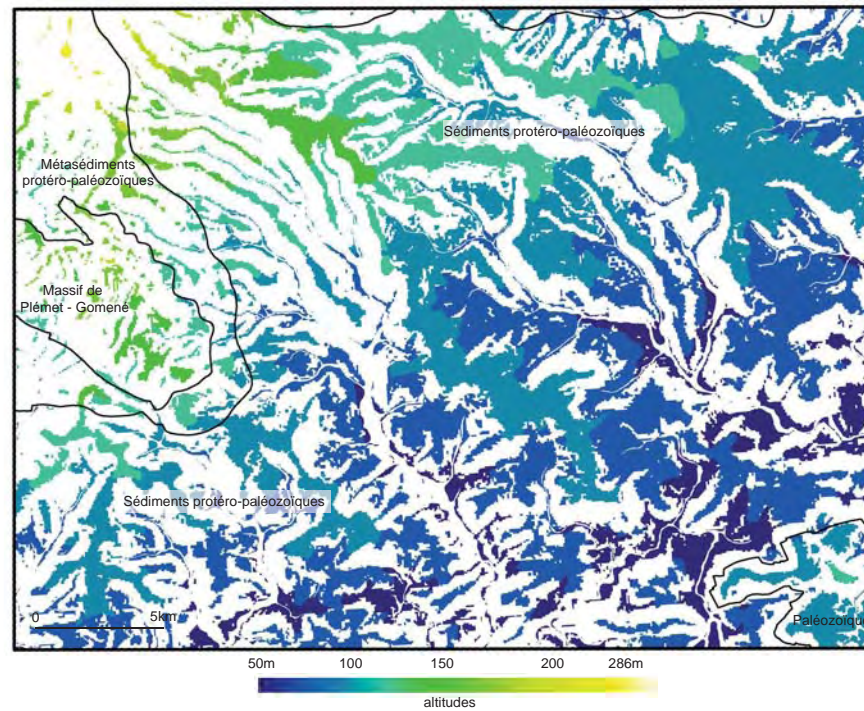 Sédiments protéro-paléozoïques
Métasédiments
protéro-paléozoïques
Massif de
Plémet - Gomené
Sédiments protéro-paléozoïques
0
5km
Paléozoïque
50m
100
150
200
286m
altitudes